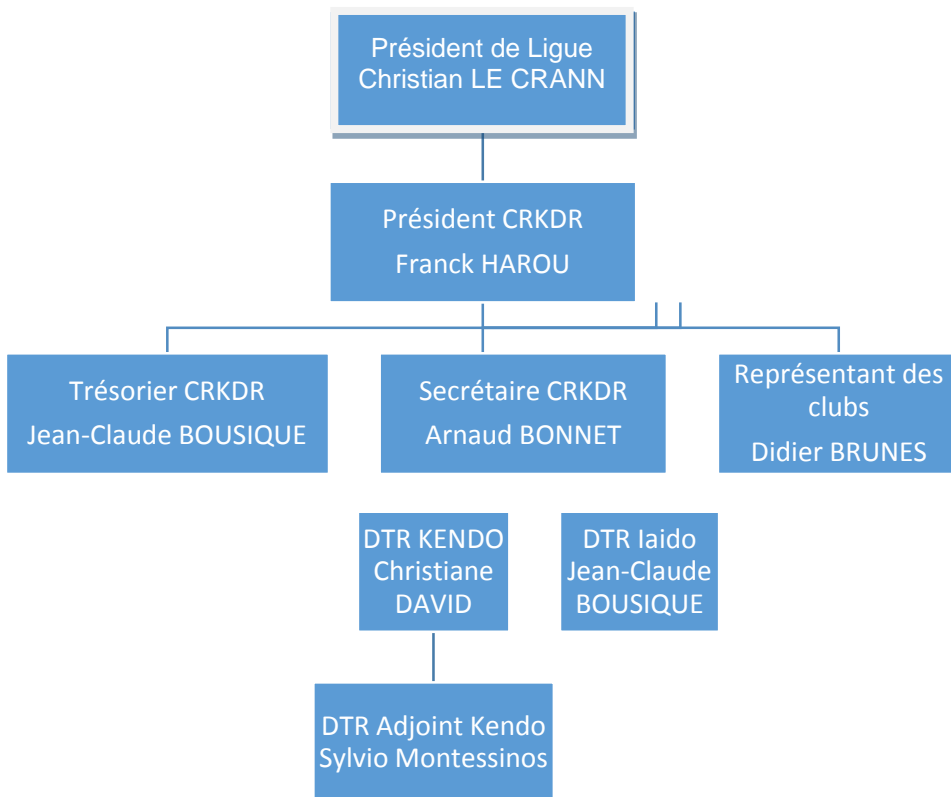 Président de Ligue
Christian LE CRANN
Président CRKDR
Franck HAROU
Trésorier CRKDR
Jean-Claude BOUSIQUE
Secrétaire CRKDR
Arnaud BONNET
Représentant des
clubs
Didier BRUNES
DTR KENDO
Christiane
DAVID
DTR Iaido
Jean-Claude
BOUSIQUE
DTR Adjoint Kendo
Sylvio Montessinos